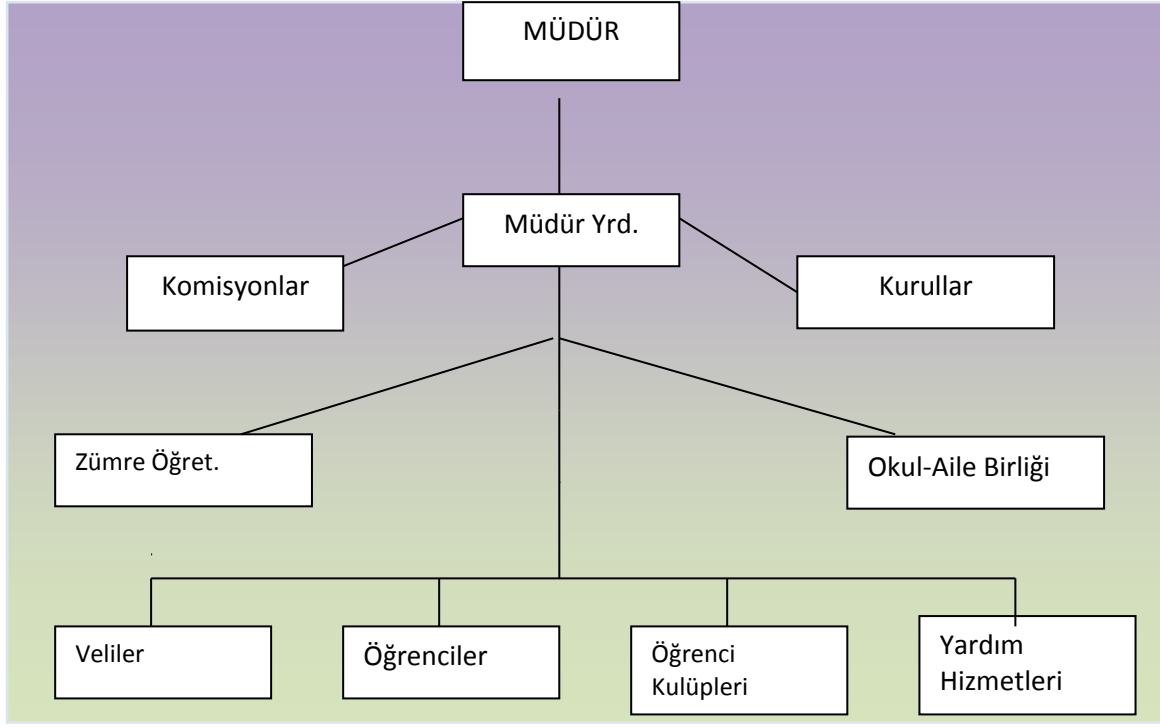 MÜDÜR
Müdür Yrd.
Komisyonlar
Kurullar
Zümre Öğret.
Okul-Aile Birliği
Veliler
Öğrenciler
Öğrenci
Kulüpleri
Yardım
Hizmetleri